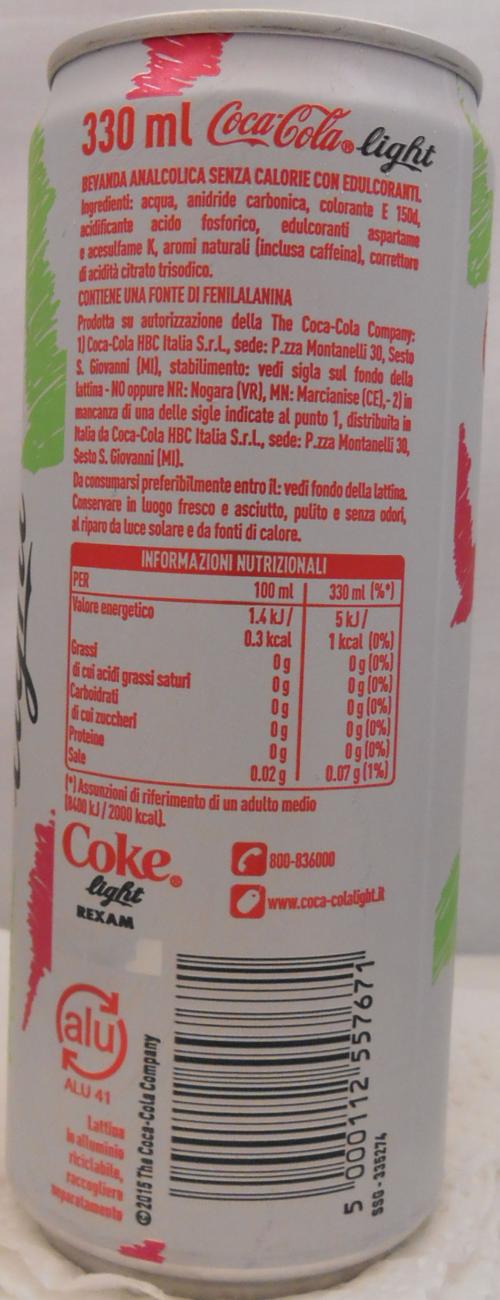 330 ml Coca-Cola® light
BEVANDA ANALCOLICA SENZA CALORIE CON EDULCORANTI.
Ingredienti: acqua, anidride carbonica, colorante E 150d,
acidificante acido fosforico, edulcoranti aspartame
e acesulfame K, aromi naturali (inclusa caffeina), correttore
di acidità citrato trisodico.
CONTIENE UNA FONTE DI FENILALANINA
Prodotta su autorizzazione della The Coca-Cola Company:
1) Coca-Cola HBC Italia S.r.l., sede: P.zza Montanelli 30, Sesto
S. Giovanni (MI), stabilimento: vedi sigla sul fondo della
lattina - NO oppure NR: Nogara (VR), MN: Marcianise (CE),- 2) in
mancanza di una delle sigle indicate al punto 1, distribuita in
Italia da Coca-Cola HBC Italia S.r.l., sede: P.zza Montanelli 30,
Sesto S. Giovanni (MI).
Da consumarsi preferibilmente entro il: vedi fondo della lattina.
Conservare in luogo fresco e asciutto, pulito e senza odori,
al riparo da luce solare e da fonti di calore.
INFORMAZIONI NUTRIZIONALI
PER 100 ml 330 ml (%*)
Valore energetico 1.4 kJ/ 5 kJ/
0.3 kcal 1 kcal (0%)
Grassi 0 g 0 g (0%)
di cui acidi grassi saturi 0 g 0 g (0%)
Carboidrati 0 g 0 g (0%)
di cui zuccheri 0 g 0 g (0%)
Proteine 0 g 0 g (0%)
Sale 0.02 g 0.07 g (1%)
(*) Assunzioni di riferimento di un adulto medio
(8400 kJ / 2000 kcal).
Coke®
light
REXAM
800-836000
www.coca-colalight.it
alu
ALU 41
Lattina
in alluminio
riciclabile,
raccogliere
separatamente
©2015 The Coca-Cola Company
5 000112 557671
SSG - 335274